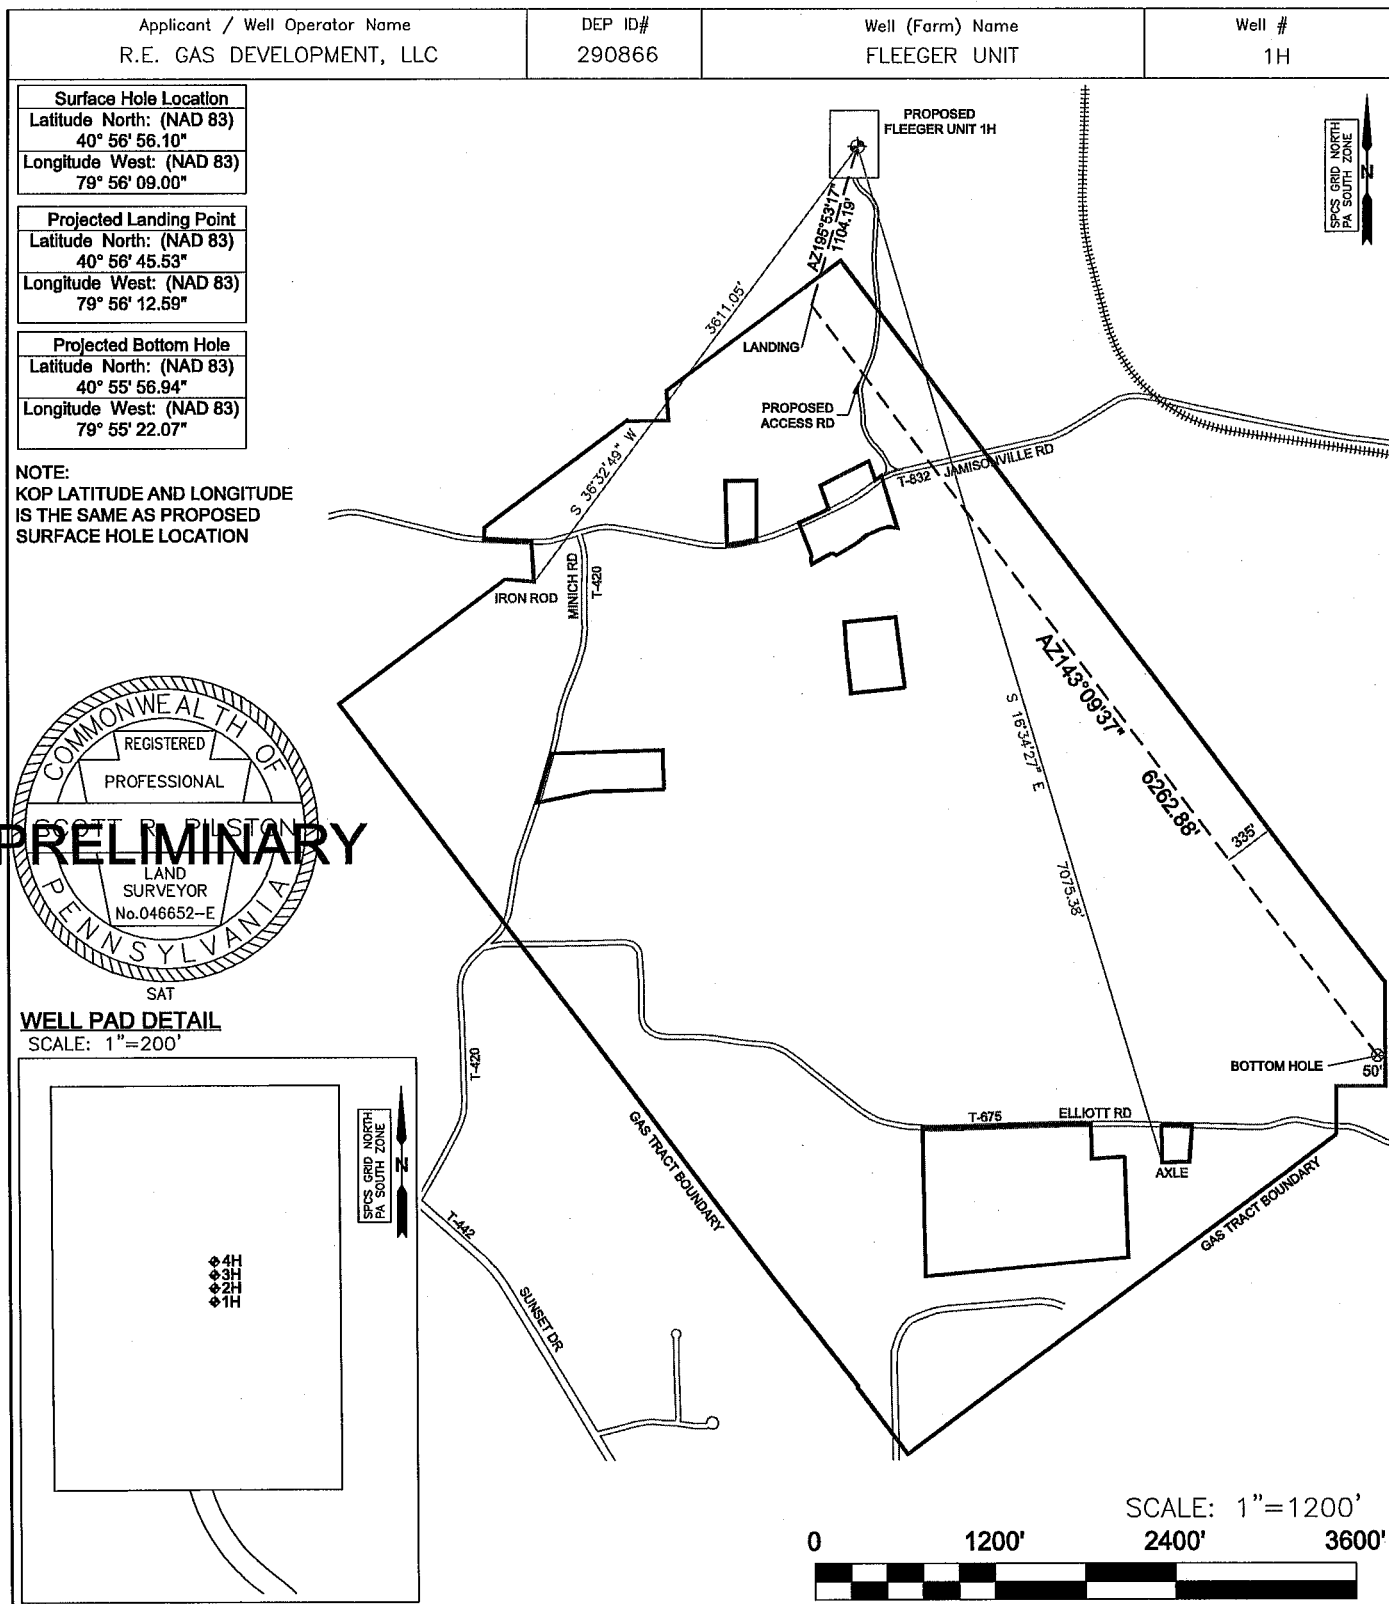 Applicant / Well Operator Name
R.E. GAS DEVELOPMENT, LLC
DEP ID#
290866
Well (Farm) Name
FLEEGER UNIT
Well #
1H
Surface Hole Location
Latitude North: (NAD 83)
40° 56' 56.10"
Longitude West: (NAD 83)
79° 56' 09.00"
Projected Landing Point
Latitude North: (NAD 83)
40° 56' 45.53"
Longitude West: (NAD 83)
79° 56' 12.59"
Projected Bottom Hole
Latitude North: (NAD 83)
40° 55' 56.94"
Longitude West: (NAD 83)
79° 55' 22.07"
NOTE:
KOP LATITUDE AND LONGITUDE
IS THE SAME AS PROPOSED
SURFACE HOLE LOCATION
PROPOSED
FLEEGER UNIT 1H
SPCS GRID NORTH
PA SOUTH ZONE
N
AZ195°53'17"
1104.19'
3611.05'
S 36°32'49" W
LANDING
PROPOSED
ACCESS RD
T-832 JAMISONVILLE RD
IRON ROD
MINICH RD
T-420
AZ143°09'37"
6262.88'
S 16°34'27" E
7075.38'
335'
BOTTOM HOLE
50'
COMMONWEALTH OF
REGISTERED
PROFESSIONAL
SCOTT R. PILSTON
PRELIMINARY
LAND
SURVEYOR
No.046652-E
PENNSYLVANIA
SAT
WELL PAD DETAIL
SCALE: 1"=200'
SPCS GRID NORTH
PA SOUTH ZONE
N
4H
3H
2H
1H
T-420
T-442
SUNSET DR
GAS TRACT BOUNDARY
T-675
ELLIOTT RD
AXLE
GAS TRACT BOUNDARY
SCALE: 1"=1200'
0 1200' 2400' 3600'